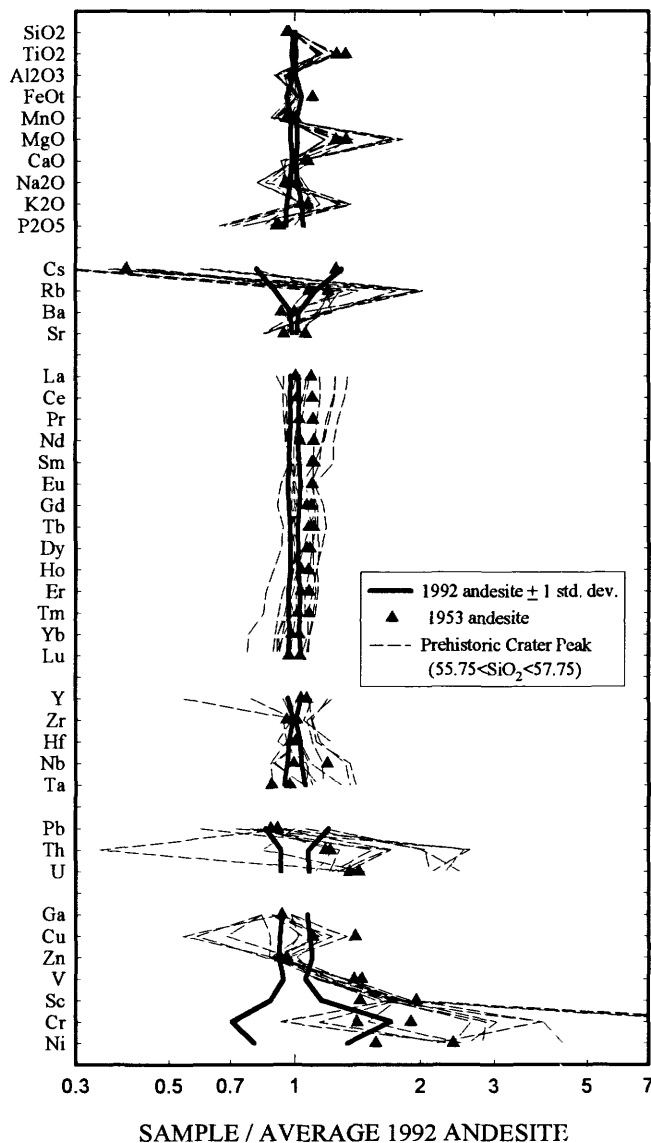 SiO2
TiO2
Al2O3
FeOt
MnO
MgO
CaO
Na2O
K2O
P2O5
Cs
Rb
Ba
Sr
La
Ce
Pr
Nd
Sm
Eu
Gd
Tb
Dy
Ho
Er
Tm
Yb
Lu
1992 andesite ± 1 std. dev.
1953 andesite
Prehistoric Crater Peak
(55.75<SiO₂<57.75)
Y
Zr
Hf
Nb
Ta
Pb
Th
U
Ga
Cu
Zn
V
Sc
Cr
Ni
0.3 0.5 0.7 1 2 3 5 7
SAMPLE / AVERAGE 1992 ANDESITE